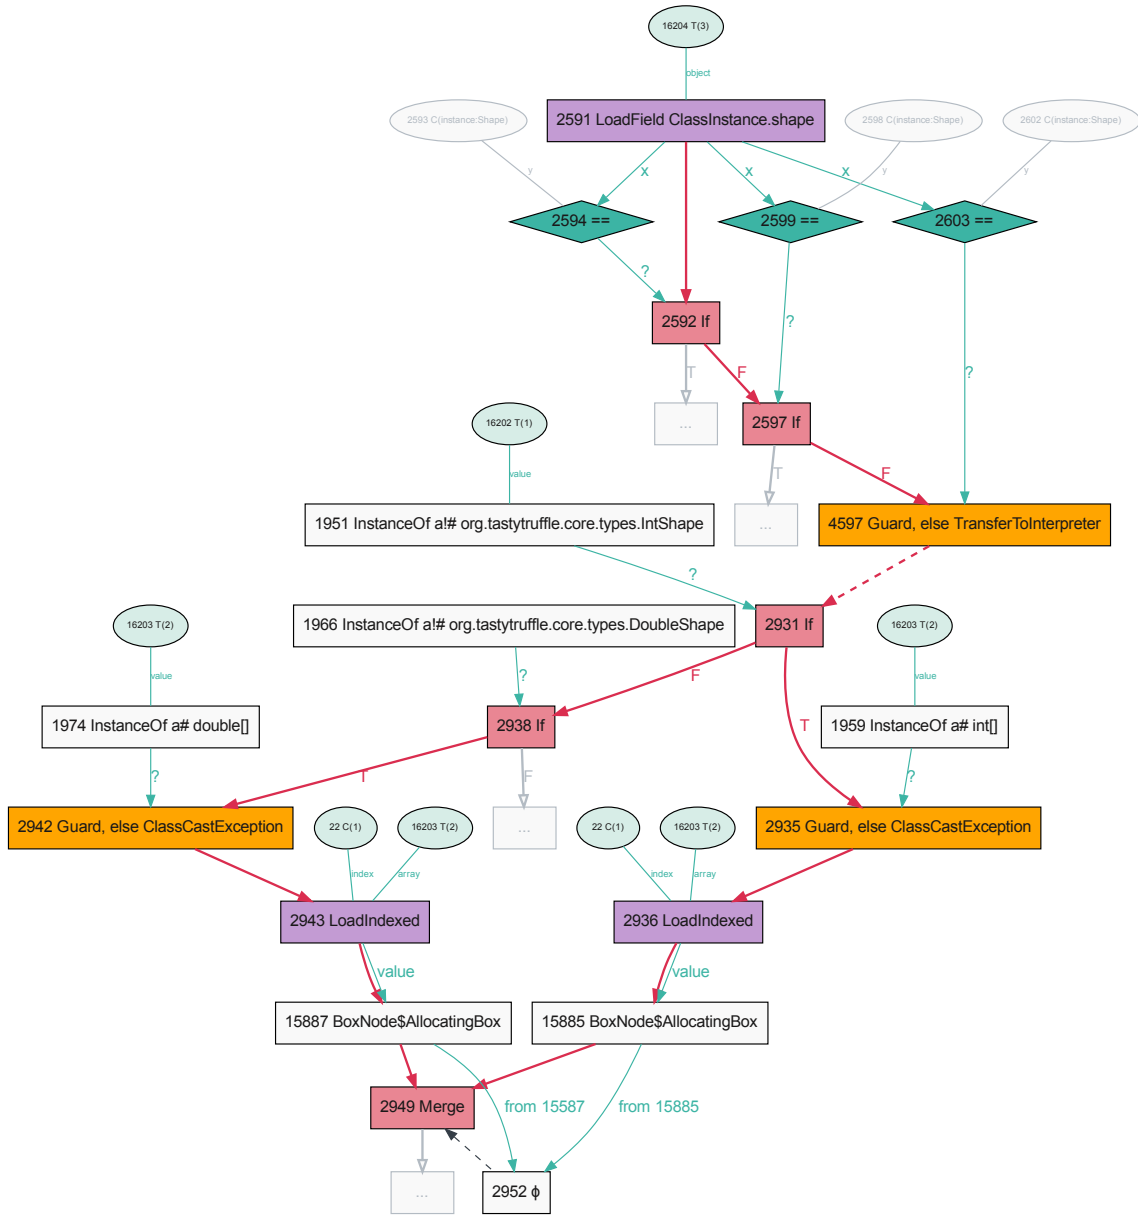 16204 T(3)
object
2593 C(instance:Shape)
2591 LoadField ClassInstance.shape
2598 C(instance:Shape)
2602 C(instance:Shape)
y
x
x
y
x
y
2594 ==
2599 ==
2603 ==
?
2592 If
?
?
T
F
16202 T(1)
...
2597 If
value
T
F
1951 InstanceOf a!# org.tastytruffle.core.types.IntShape
...
4597 Guard, else TransferToInterpreter
?
16203 T(2)
1966 InstanceOf a!# org.tastytruffle.core.types.DoubleShape
2931 If
16203 T(2)
value
?
F
value
1974 InstanceOf a# double[]
2938 If
T
1959 InstanceOf a# int[]
?
T
F
?
2942 Guard, else ClassCastException
22 C(1)
16203 T(2)
...
22 C(1)
16203 T(2)
2935 Guard, else ClassCastException
index
array
index
array
2943 LoadIndexed
2936 LoadIndexed
value
value
15887 BoxNode$AllocatingBox
15885 BoxNode$AllocatingBox
2949 Merge
from 15587
from 15885
...
2952 ϕ